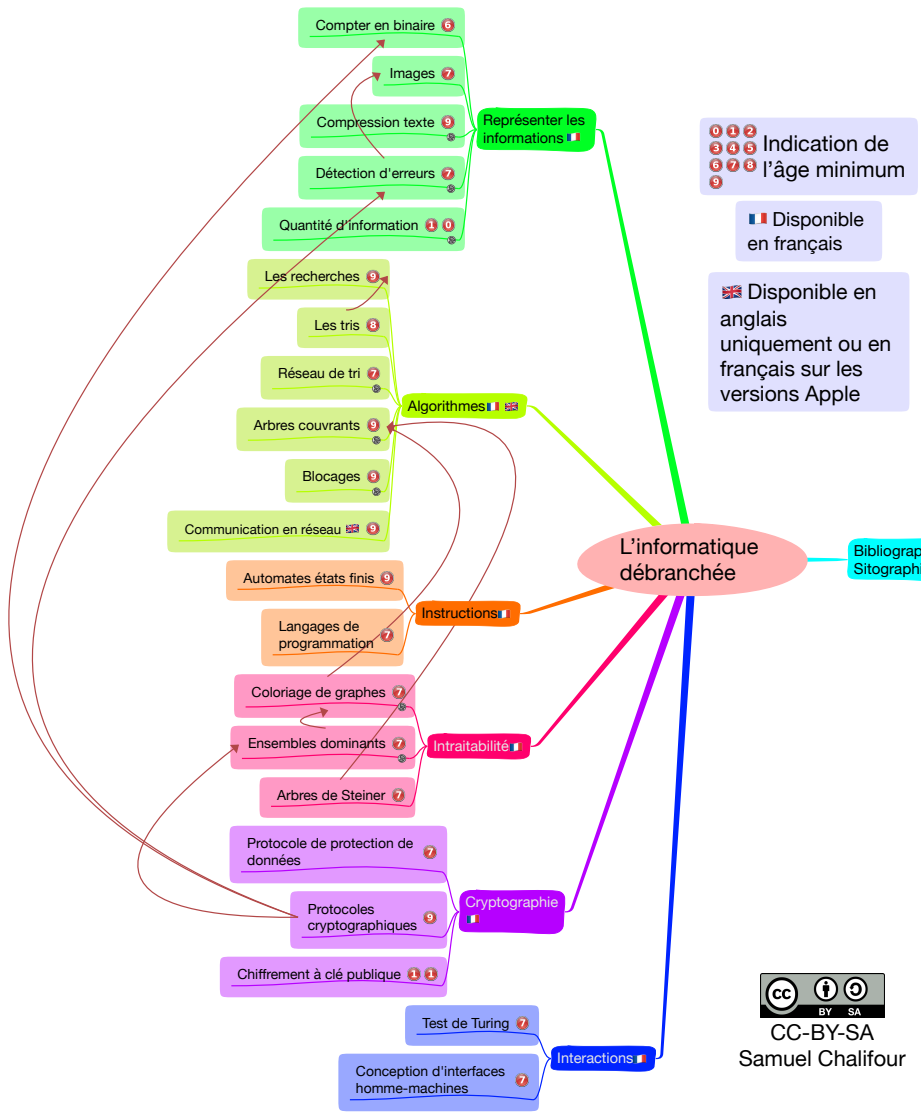 Compter en binaire 6
Images 7
Compression texte 9
Détection d'erreurs 7
Quantité d'information 1 0
Représenter les
informations
Les recherches 9
Les tris 8
Réseau de tri 7
Arbres couvrants 9
Blocages 9
Communication en réseau 9
Algorithmes
Automates états finis 9
Langages de
programmation 7
Instructions
Coloriage de graphes 7
Ensembles dominants 7
Arbres de Steiner 7
Intraitabilité
Protocole de protection de
données 7
Protocoles
cryptographiques 9
Chiffrement à clé publique 1 1
Cryptographie
Test de Turing 7
Conception d'interfaces
homme-machines 7
Interactions
L'informatique
débranchée
Bibliograp
Sitographi
0 1 2
3 4 5
6 7 8
9
Indication de
l'âge minimum
Disponible
en français
Disponible en
anglais
uniquement ou en
français sur les
versions Apple
cc
BY SA
CC-BY-SA
Samuel Chalifour